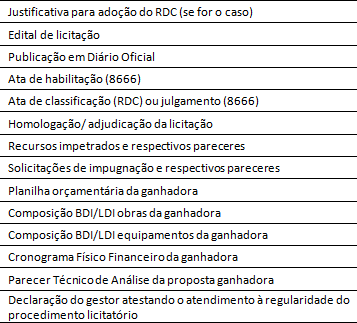 Justificativa para adoção do RDC (se for o caso)
Edital de licitação
Publicação em Diário Oficial
Ata de habilitação (8666)
Ata de classificação (RDC) ou julgamento (8666)
Homologação/ adjudicação da licitação
Recursos impetrados e respectivos pareceres
Solicitações de impugnação e respectivos pareceres
Planilha orçamentária da ganhadora
Composição BDI/LDI obras da ganhadora
Composição BDI/LDI equipamentos da ganhadora
Cronograma Físico Financeiro da ganhadora
Parecer Técnico de Análise da proposta ganhadora
Declaração do gestor atestando o atendimento à regularidade do
procedimento licitatório